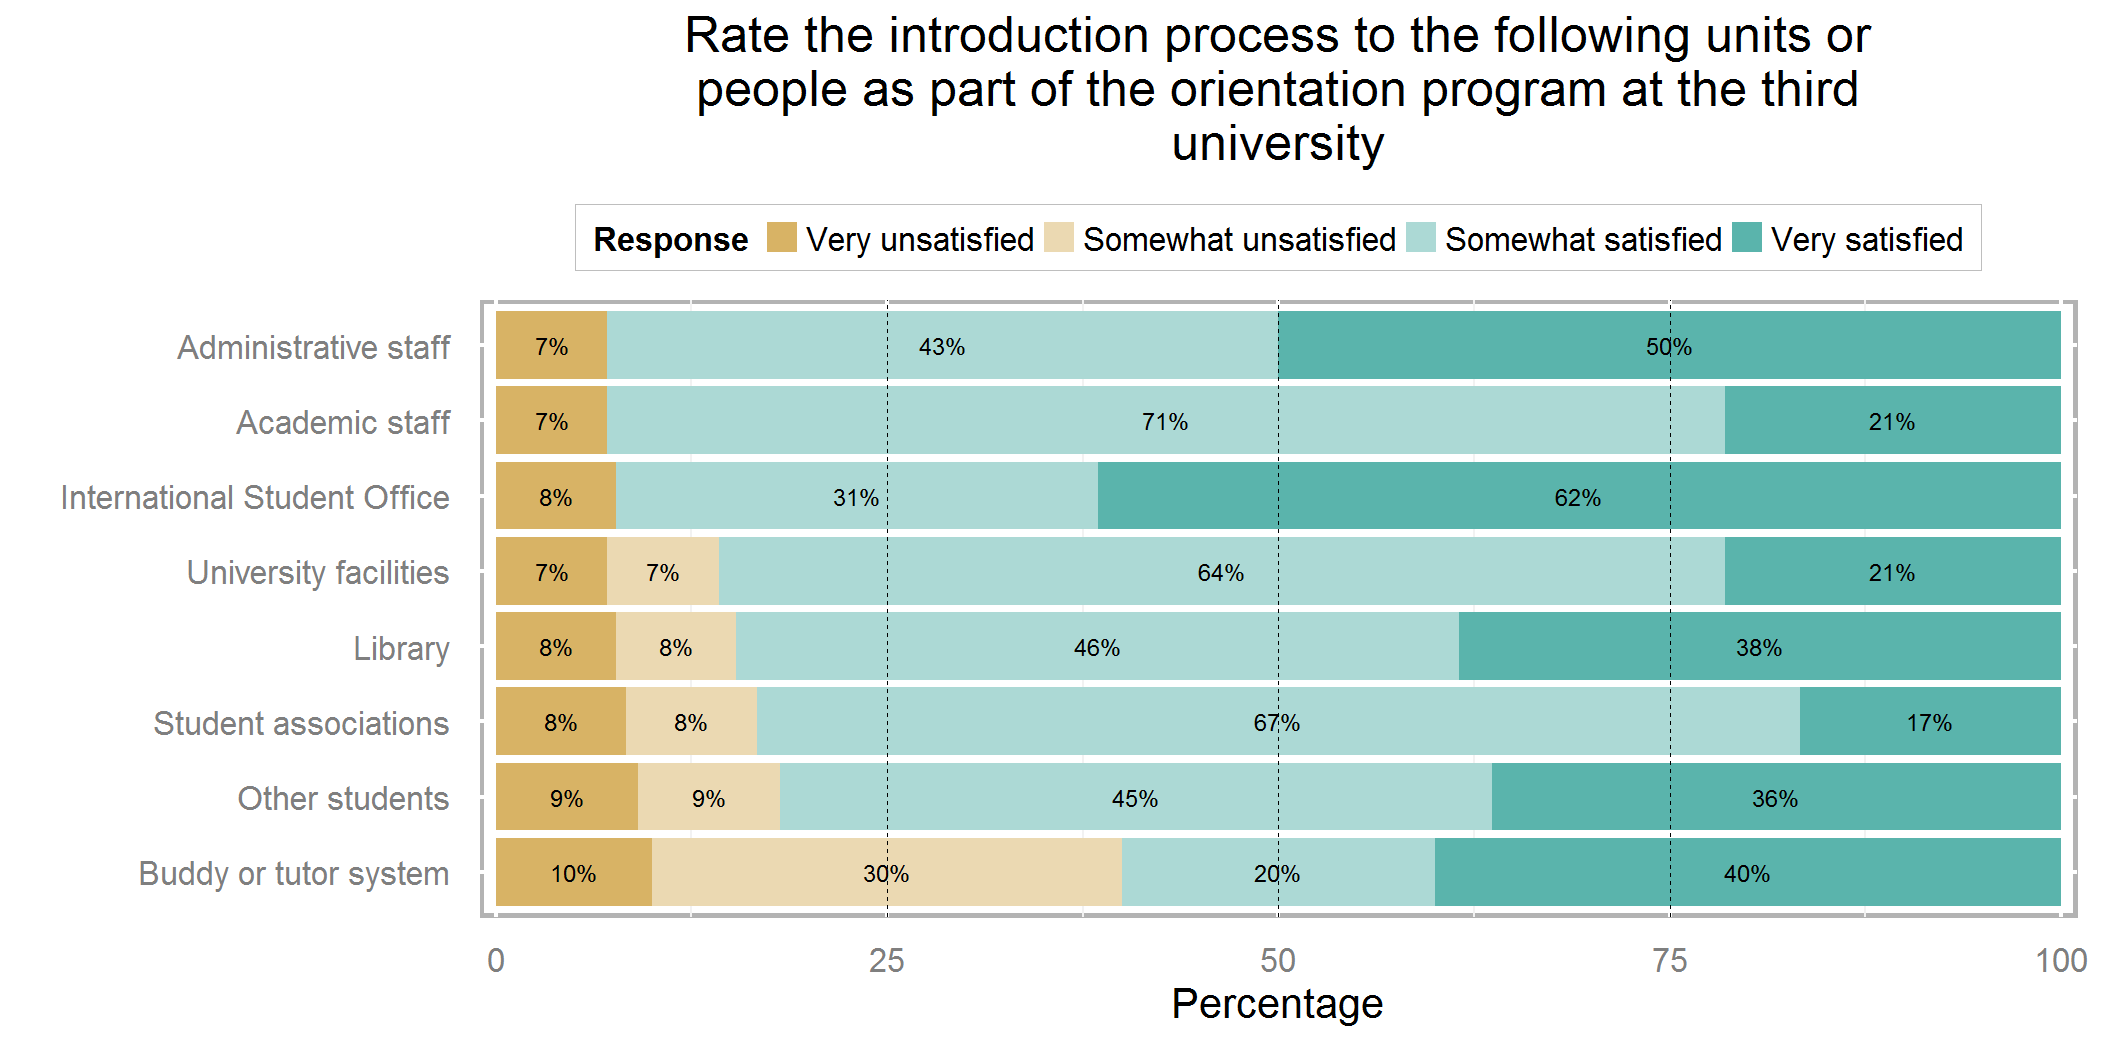 Rate the introduction process to the following units or
people as part of the orientation program at the third
university
Response Very unsatisfied Somewhat unsatisfied Somewhat satisfied Very satisfied
Administrative staff 7% 43% 50%
Academic staff 7% 71% 21%
International Student Office 8% 31% 62%
University facilities 7% 7% 64% 21%
Library 8% 8% 46% 38%
Student associations 8% 8% 67% 17%
Other students 9% 9% 45% 36%
Buddy or tutor system 10% 30% 20% 40%
0 25 50 75 100
Percentage